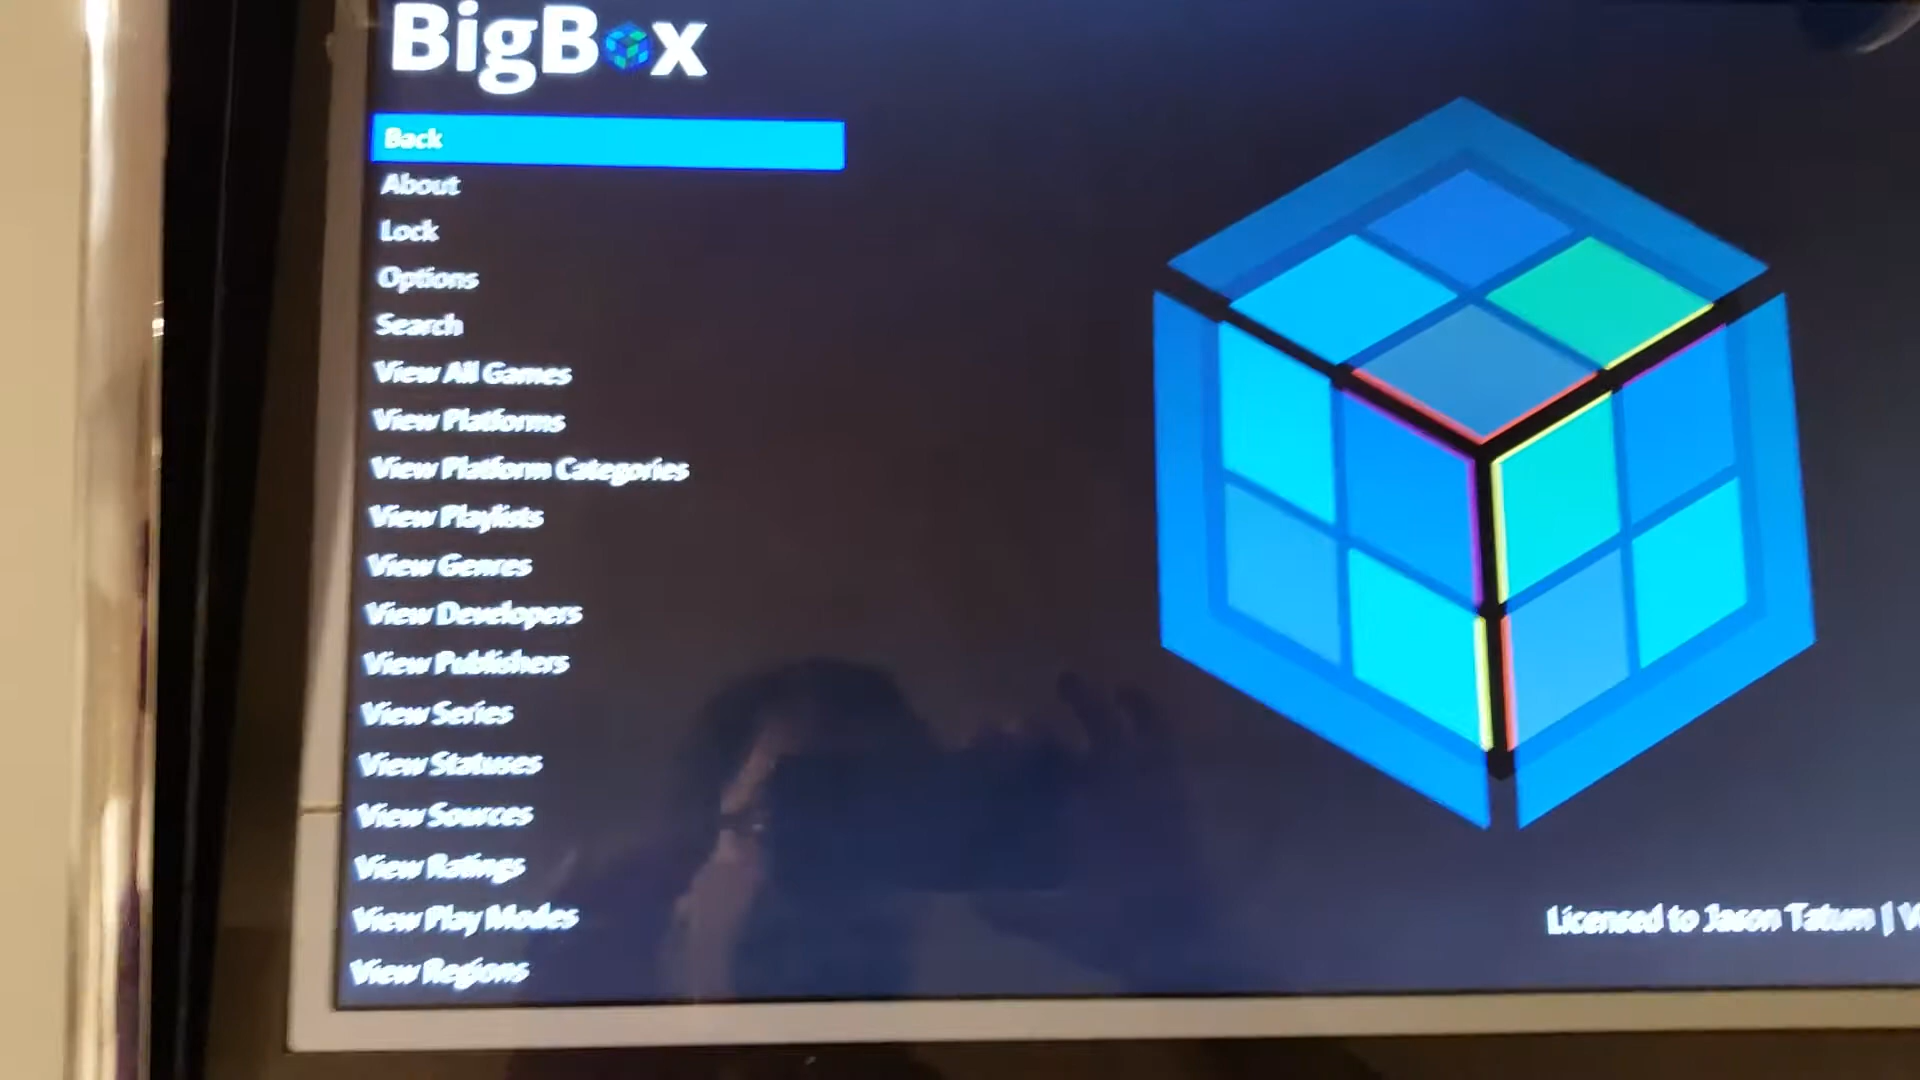 BigBox
Back
About
Lock
Options
Search
View All Games
View Platforms
View Platform Categories
View Playlists
View Genres
View Developers
View Publishers
View Series
View Statuses
View Sources
View Ratings
View Play Modes
View Regions
Licensed to Jason Tatum |